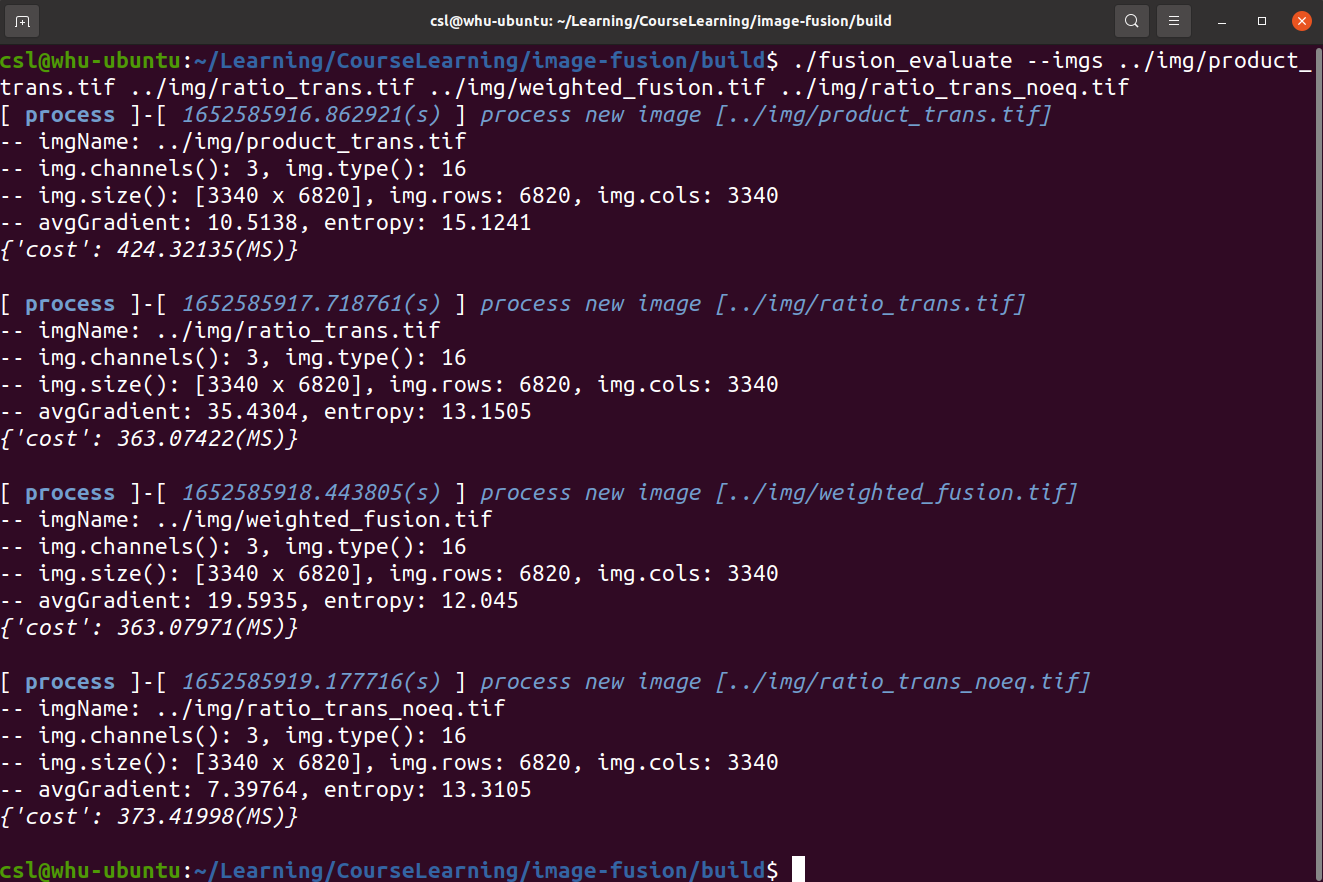 csl@whu-ubuntu: ~/Learning/CourseLearning/image-fusion/build
csl@whu-ubuntu:~/Learning/CourseLearning/image-fusion/build$ ./fusion_evaluate --imgs ../img/product_
trans.tif ../img/ratio_trans.tif ../img/weighted_fusion.tif ../img/ratio_trans_noeq.tif
[ process ]-[ 1652585916.862921(s) ] process new image [../img/product_trans.tif]
-- imgName: ../img/product_trans.tif
-- img.channels(): 3, img.type(): 16
-- img.size(): [3340 x 6820], img.rows: 6820, img.cols: 3340
-- avgGradient: 10.5138, entropy: 15.1241
{'cost': 424.32135(MS)}
[ process ]-[ 1652585917.718761(s) ] process new image [../img/ratio_trans.tif]
-- imgName: ../img/ratio_trans.tif
-- img.channels(): 3, img.type(): 16
-- img.size(): [3340 x 6820], img.rows: 6820, img.cols: 3340
-- avgGradient: 35.4304, entropy: 13.1505
{'cost': 363.07422(MS)}
[ process ]-[ 1652585918.443805(s) ] process new image [../img/weighted_fusion.tif]
-- imgName: ../img/weighted_fusion.tif
-- img.channels(): 3, img.type(): 16
-- img.size(): [3340 x 6820], img.rows: 6820, img.cols: 3340
-- avgGradient: 19.5935, entropy: 12.045
{'cost': 363.07971(MS)}
[ process ]-[ 1652585919.177716(s) ] process new image [../img/ratio_trans_noeq.tif]
-- imgName: ../img/ratio_trans_noeq.tif
-- img.channels(): 3, img.type(): 16
-- img.size(): [3340 x 6820], img.rows: 6820, img.cols: 3340
-- avgGradient: 7.39764, entropy: 13.3105
{'cost': 373.41998(MS)}
csl@whu-ubuntu:~/Learning/CourseLearning/image-fusion/build$